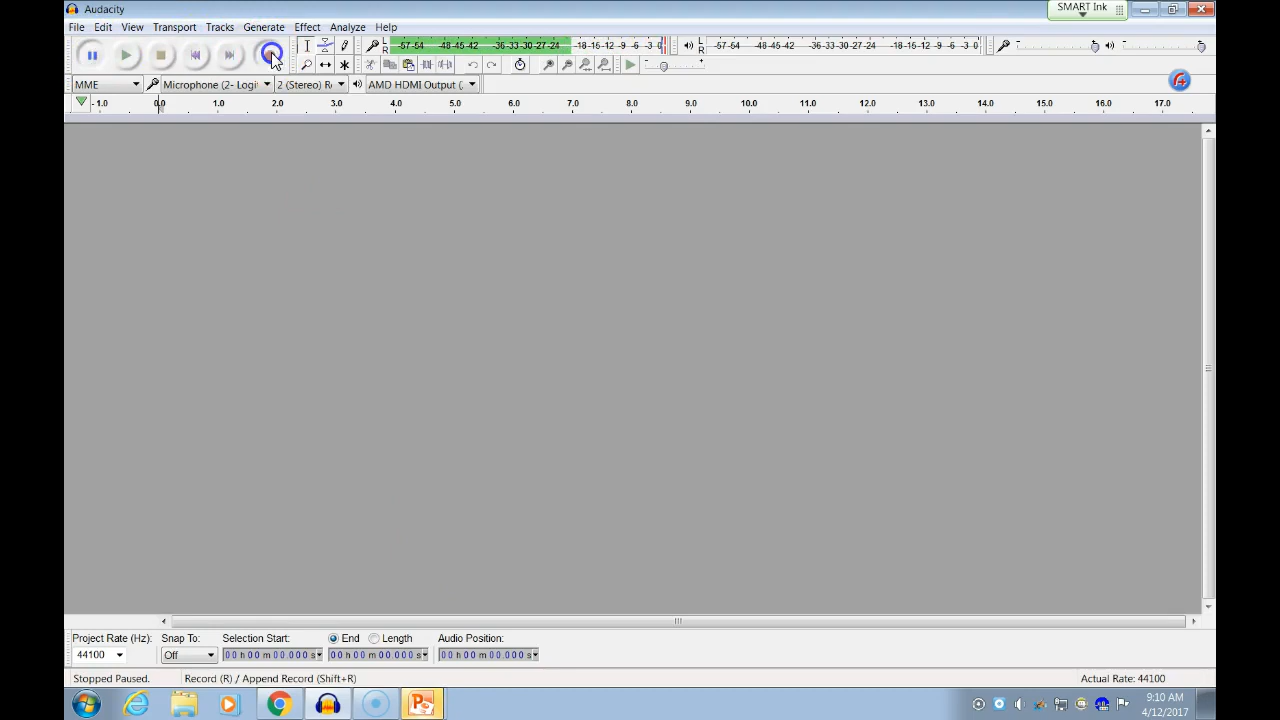 Audacity
SMART Ink
File Edit View Transport Tracks Generate Effect Analyze Help
L R -57 -54 -48 -45 -42 -36 -33 -30 -27 -24 -18 -15 -12 -9 -6 -3 0 L R -57 -54 -48 -45 -42 -36 -33 -30 -27 -24 -18 -15 -12 -9 -6 -3 0
MME Microphone (2- Logi 2 (Stereo) R AMD HDMI Output (
-1.0 0.0 1.0 2.0 3.0 4.0 5.0 6.0 7.0 8.0 9.0 10.0 11.0 12.0 13.0 14.0 15.0 16.0 17.0
Project Rate (Hz): Snap To: Selection Start: End Length Audio Position:
44100 Off 00 h 00 m 00.000 s 00 h 00 m 00.000 s 00 h 00 m 00.000 s
Stopped Paused. Record (R) / Append Record (Shift+R) Actual Rate: 44100
9:10 AM
4/12/2017